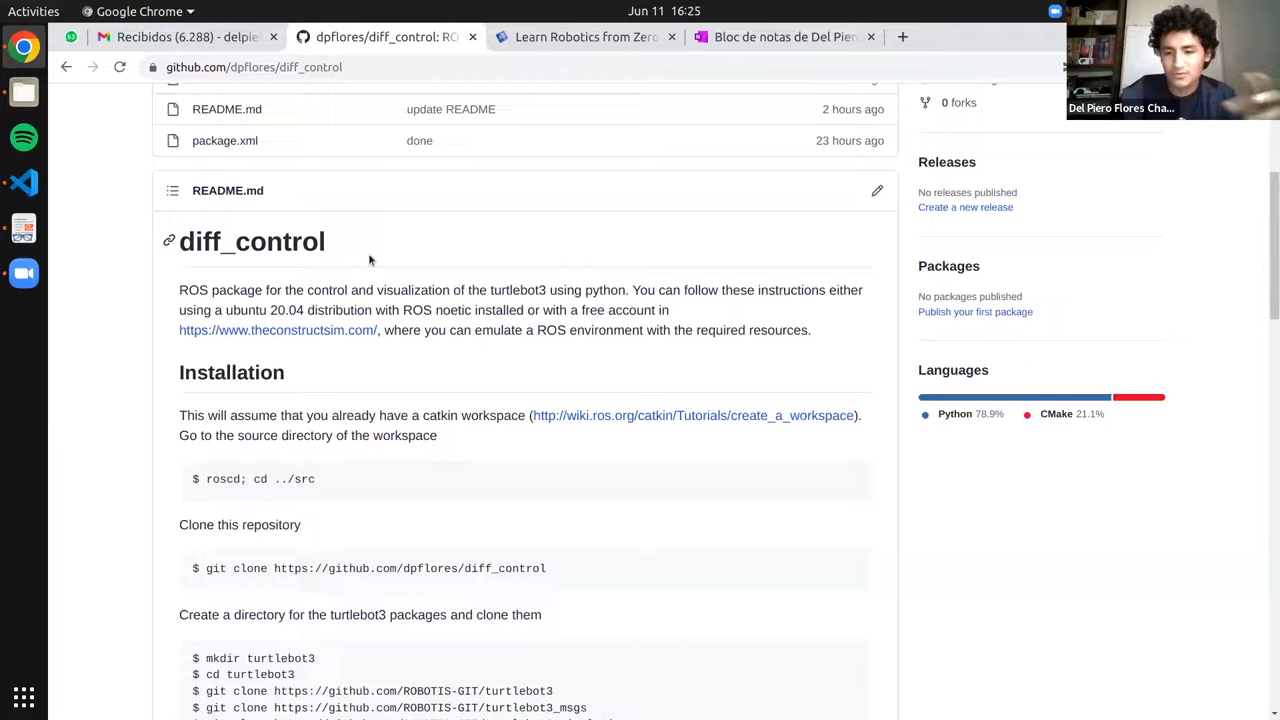 Activities
Google Chrome
Jun 11 16:25
63
Recibidos (6.288) - delpie
dpflores/diff_control: RO
Learn Robotics from Zero
Bloc de notas de Del Pier
github.com/dpflores/diff_control
Del Piero Flores Cha...
README.md
update README
2 hours ago
0 forks
package.xml
done
23 hours ago
Releases
README.md
No releases published
Create a new release
diff_control
Packages
ROS package for the control and visualization of the turtlebot3 using python. You can follow these instructions either
using a ubuntu 20.04 distribution with ROS noetic installed or with a free account in
https://www.theconstructsim.com/, where you can emulate a ROS environment with the required resources.
No packages published
Publish your first package
Installation
Languages
Python 78.9%
CMake 21.1%
This will assume that you already have a catkin workspace (http://wiki.ros.org/catkin/Tutorials/create_a_workspace).
Go to the source directory of the workspace
$ roscd; cd ../src
Clone this repository
$ git clone https://github.com/dpflores/diff_control
Create a directory for the turtlebot3 packages and clone them
$ mkdir turtlebot3
$ cd turtlebot3
$ git clone https://github.com/ROBOTIS-GIT/turtlebot3
$ git clone https://github.com/ROBOTIS-GIT/turtlebot3_msgs